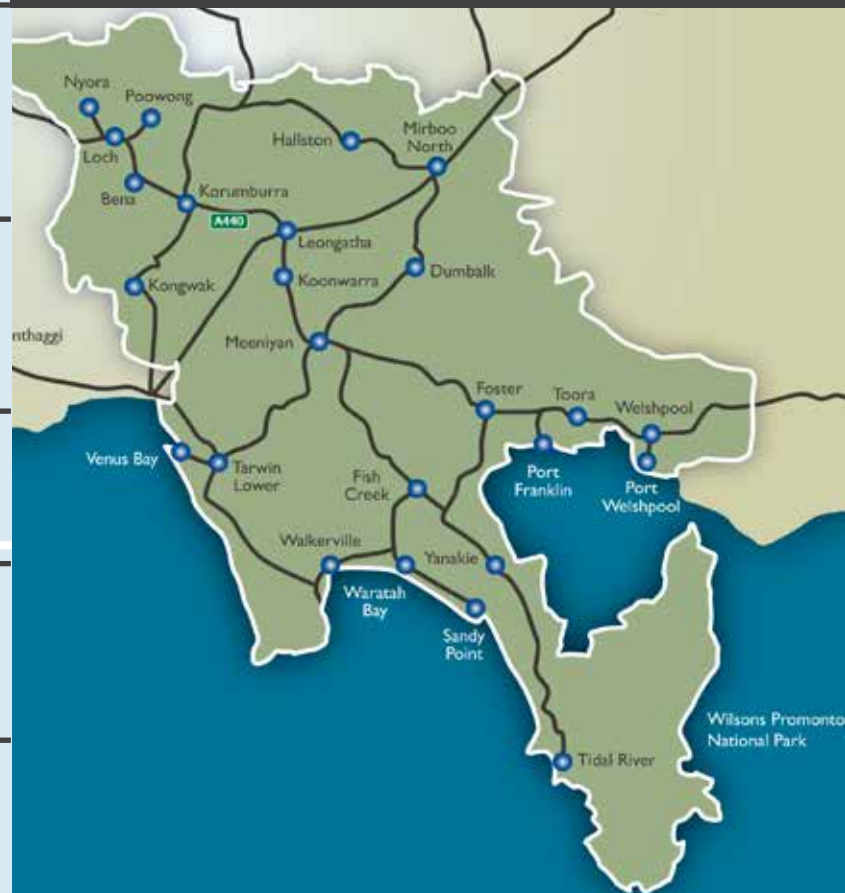 Nyora
Poowong
Hallston
Mirboo
North
Loch
Bena
Korumburra
A440
Leongatha
Kongwak
Koonwarra
Dumbalk
nthaggi
Meeniyan
Foster
Toora
Welshpool
Venus Bay
Tarwin
Lower
Fish
Creek
Port
Franklin
Port
Welshpool
Walkerville
Yanakie
Waratah
Bay
Sandy
Point
Wilsons Promonto
National Park
Tidal River